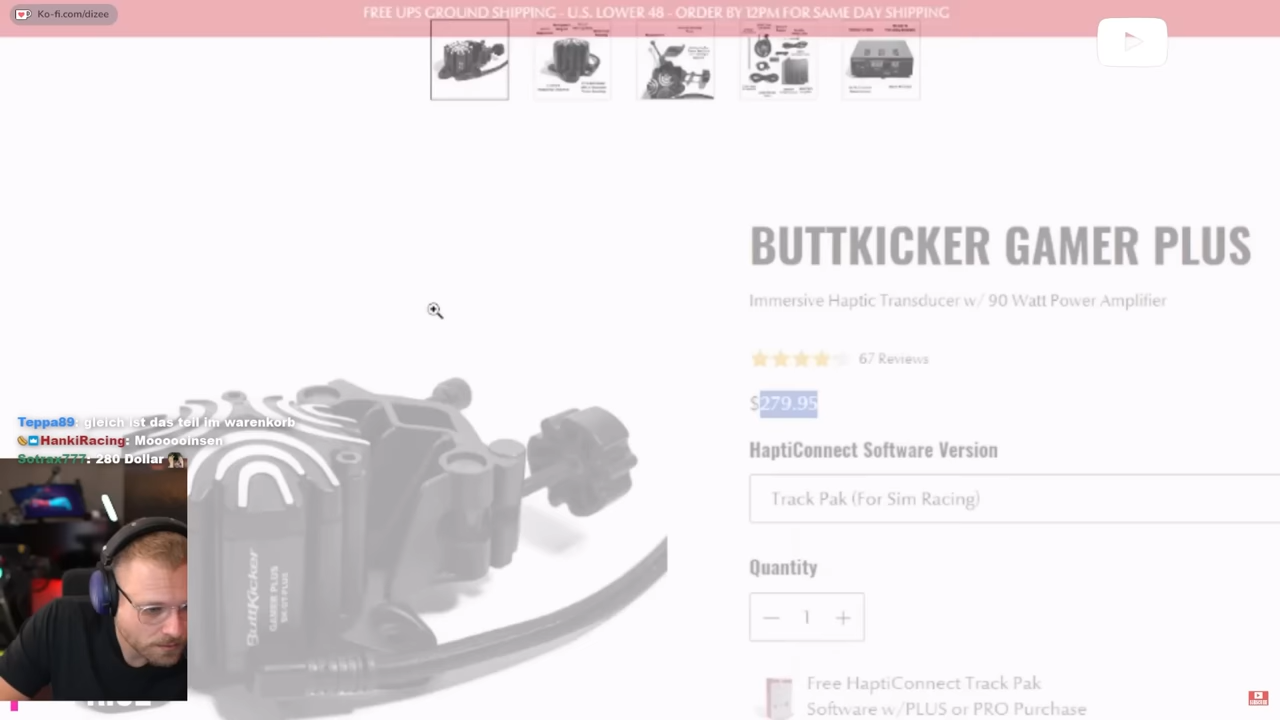 Ko-fi.com/dizee
FREE UPS GROUND SHIPPING - U.S. LOWER 48 - ORDER BY 12PM FOR SAME DAY SHIPPING
BUTTKICKER GAMER PLUS
Immersive Haptic Transducer w/ 90 Watt Power Amplifier
67 Reviews
$279.95
HaptiConnect Software Version
Track Pak (For Sim Racing)
Quantity
— 1 +
Free HaptiConnect Track Pak
Software w/PLUS or PRO Purchase
ButtKicker
GAMER PLUS
Teppa89: gleich ist das teil im warenkorb
HankiRacing: Moooooinsen
Sotrax777: 280 Dollar